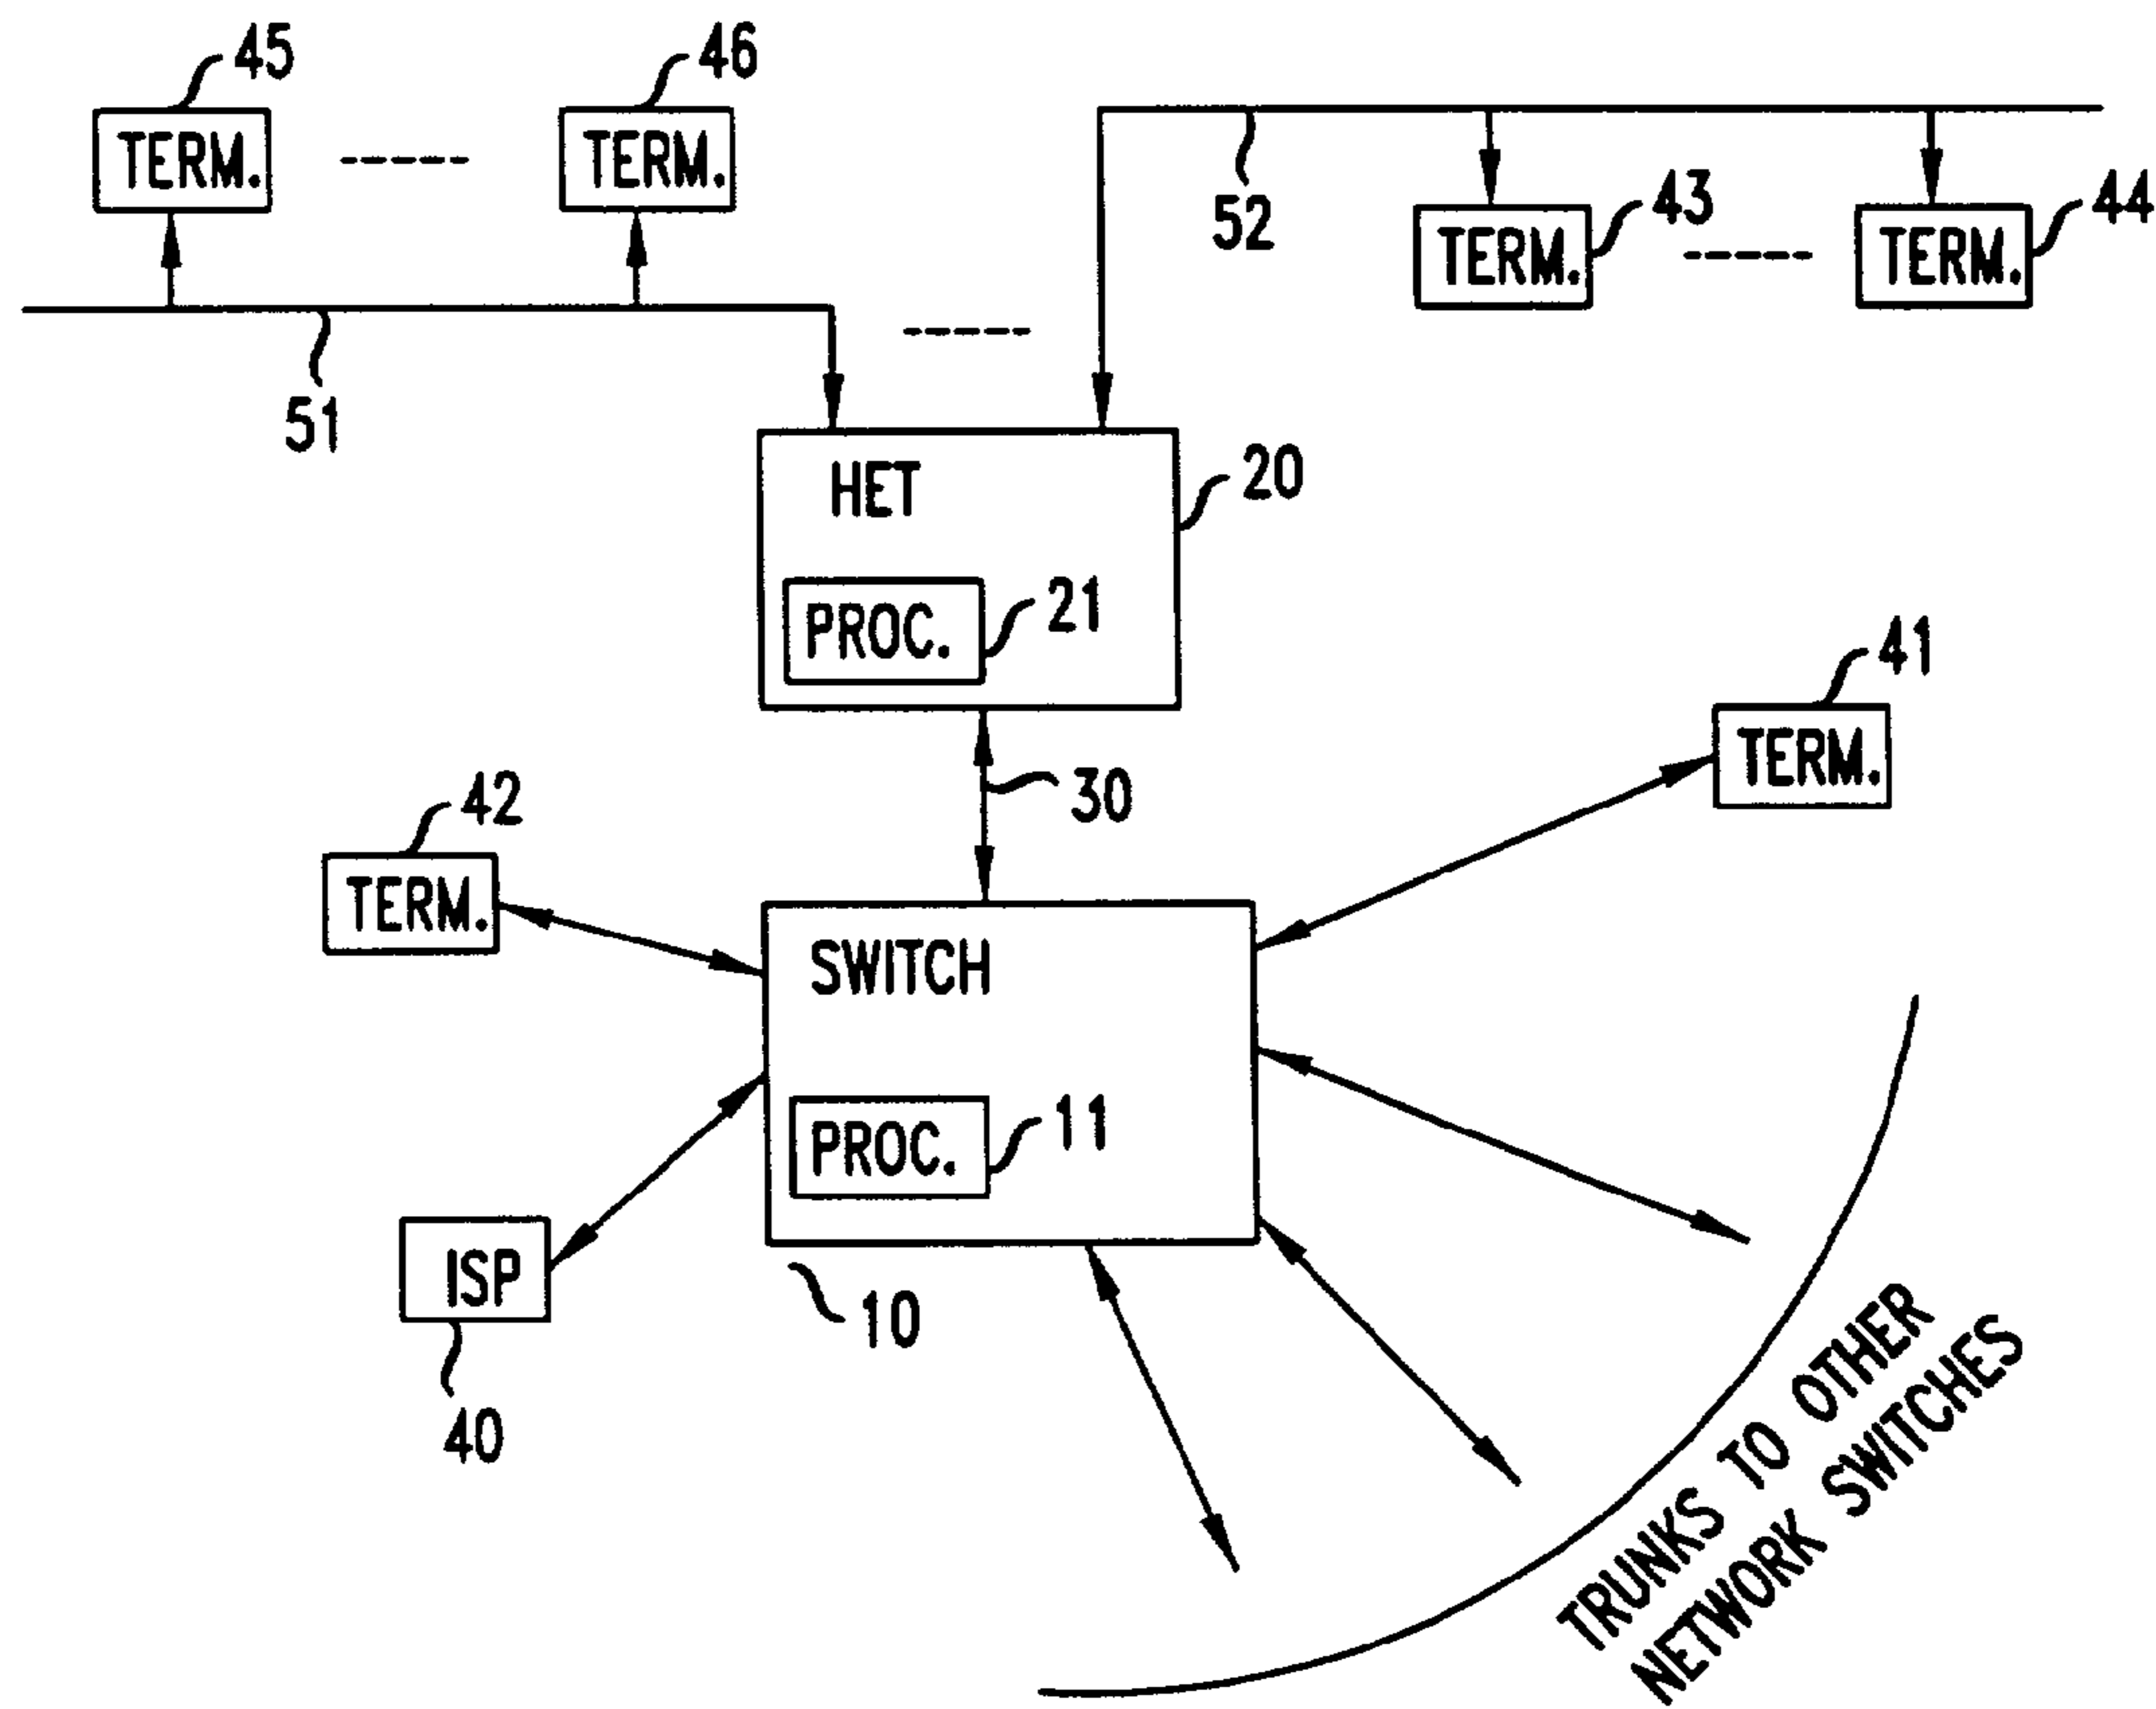 45
46
TERM.
TERM.
52
43
44
TERM.
TERM.
51
HET
20
PROC.
21
41
TERM.
30
42
TERM.
SWITCH
PROC.
11
ISP
10
40
TRUNKS TO OTHER
NETWORK SWITCHES